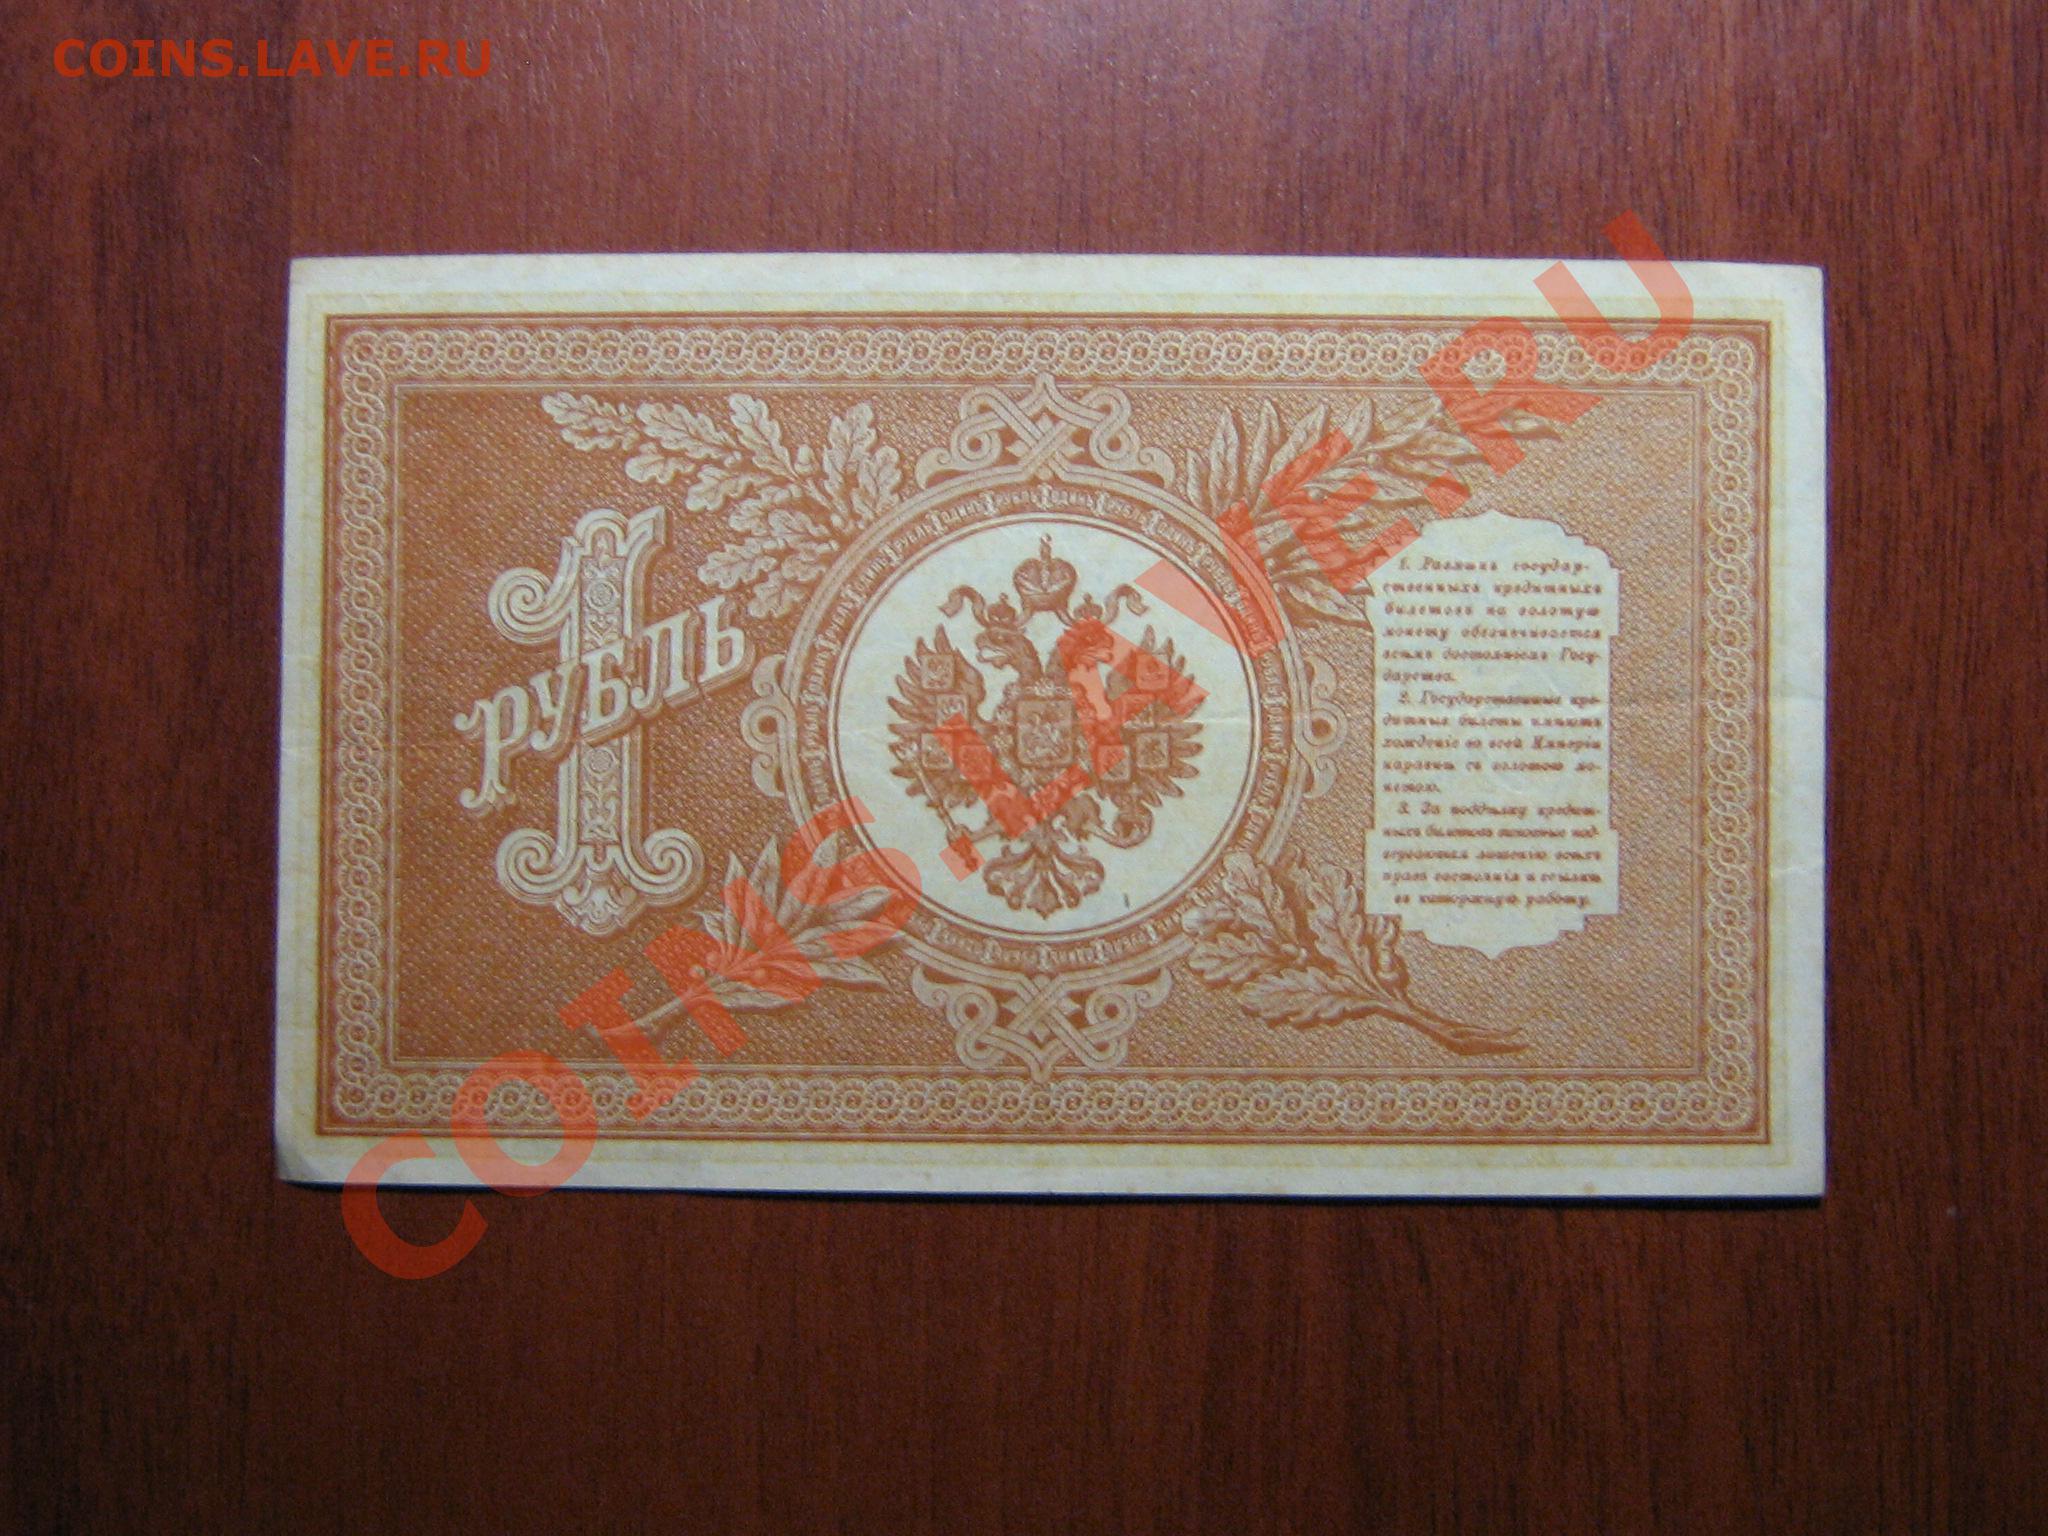 COINS.LAVE.RU
1
РУБЛЬ
1. Размѣнъ государ-
ственныхъ кредитныхъ
билетовъ на золотую
монету обезпечивается
всѣмъ достояніемъ Госу-
дарства.
2. Государственные кре-
дитные билеты имѣютъ
хожденіе во всей Имперіи
наравнѣ съ золотою мо-
нетою.
3. За поддѣлку кредит-
ныхъ билетовъ виновные под-
вергаются лишенію всѣхъ
правъ состоянія и ссылкѣ
въ каторжную работу.
COINS.LAVE.RU